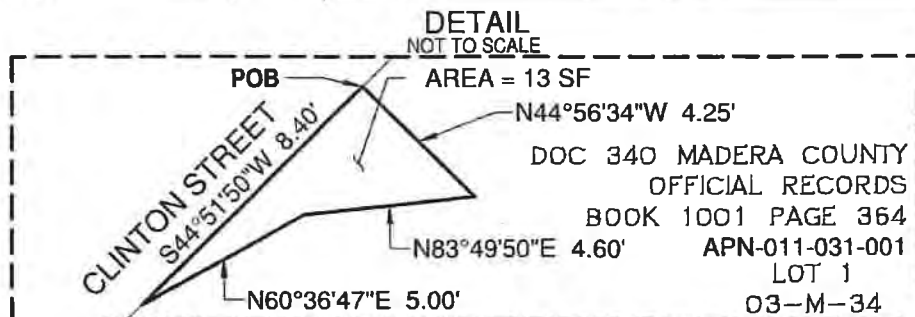 DETAIL
NOT TO SCALE
POB
AREA = 13 SF
N44°56'34"W 4.25'
CLINTON STREET
S44°51'50"W 8.40'
DOC 340 MADERA COUNTY
OFFICIAL RECORDS
BOOK 1001 PAGE 364
N83°49'50"E 4.60'
APN-011-031-001
LOT 1
N60°36'47"E 5.00'
03-M-34